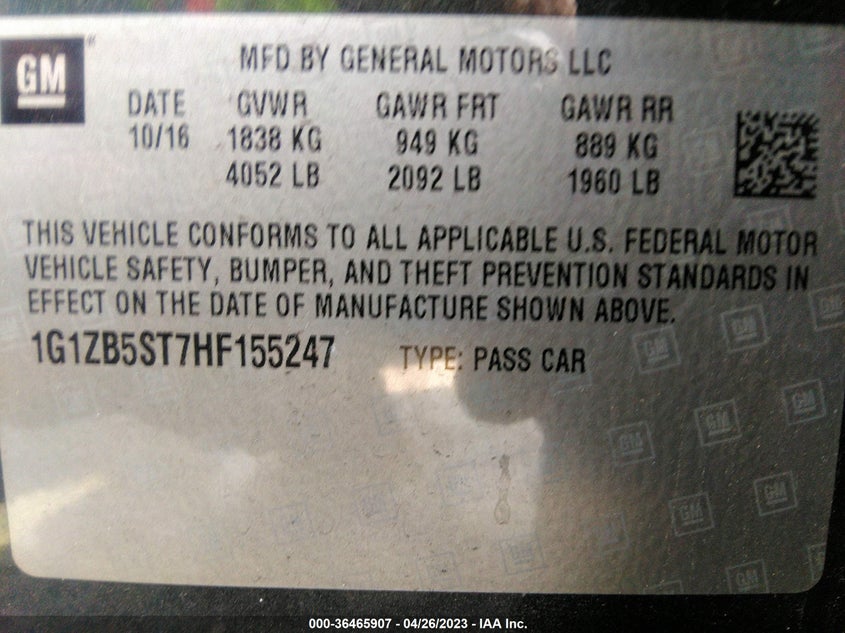 GM
MFD BY GENERAL MOTORS LLC
DATE GVWR GAWR FRT GAWR RR
10/16 1838 KG 949 KG 889 KG
4052 LB 2092 LB 1960 LB
THIS VEHICLE CONFORMS TO ALL APPLICABLE U.S. FEDERAL MOTOR
VEHICLE SAFETY, BUMPER, AND THEFT PREVENTION STANDARDS IN
EFFECT ON THE DATE OF MANUFACTURE SHOWN ABOVE.
1G1ZB5ST7HF155247 TYPE: PASS CAR
000-36465907 - 04/26/2023 - IAA Inc.